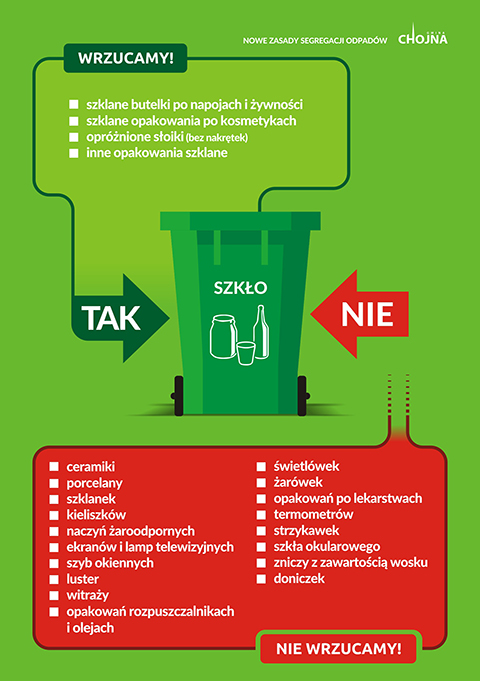 NOWE ZASADY SEGREGACJI ODPADÓW
CHOJNA
WRZUCAMY!
szklane butelki po napojach i żywności
szklane opakowania po kosmetykach
opróżnione słoiki (bez nakrętek)
inne opakowania szklane
SZKŁO
TAK
NIE
ceramiki
porcelany
szklanek
kieliszków
naczyń żaroodpornych
ekranów i lamp telewizyjnych
szyb okiennych
luster
witraży
opakowań rozpuszczalnikach
i olejach
świetlówek
żarówek
opakowań po lekarstwach
termometrów
strzykawek
szkła okularowego
zniczy z zawartością wosku
doniczek
NIE WRZUCAMY!